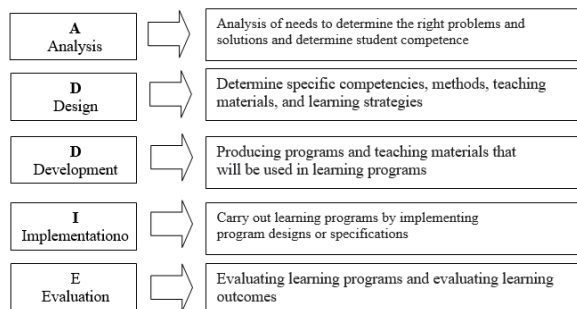 A
Analysis
Analysis of needs to determine the right problems and
solutions and determine student competence
D
Design
Determine specific competencies, methods, teaching
materials, and learning strategies
D
Development
Producing programs and teaching materials that
will be used in learning programs
I
Implementationo
Carry out learning programs by implementing
program designs or specifications
E
Evaluation
Evaluating learning programs and evaluating learning
outcomes